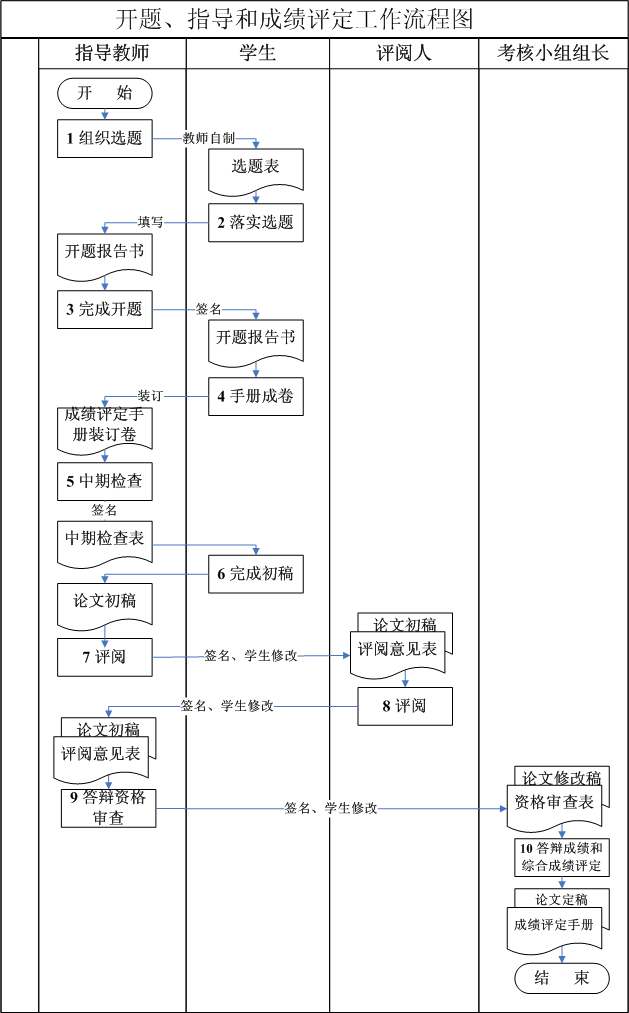 开题、指导和成绩评定工作流程图
指导教师
学生
评阅人
考核小组组长
开 始
1 组织选题
教师自制
选题表
2 落实选题
填写
开题报告书
3 完成开题
签名
开题报告书
4 手册成卷
装订
成绩评定手
册装订卷
5 中期检查
签名
中期检查表
6 完成初稿
论文初稿
7 评阅
签名、学生修改
论文初稿
评阅意见表
8 评阅
签名、学生修改
论文初稿
评阅意见表
9 答辩资格
审查
签名、学生修改
论文修改稿
资格审查表
10 答辩成绩和
综合成绩评定
论文定稿
成绩评定手册
结 束